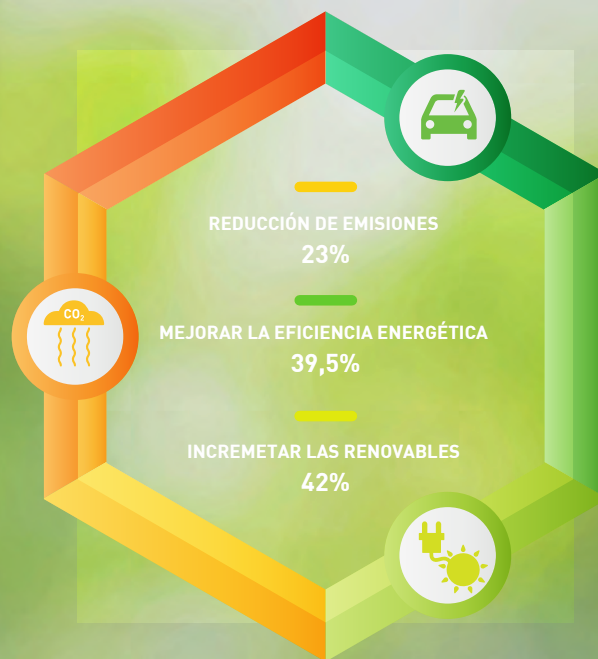 REDUCCIÓN DE EMISIONES
23%
CO₂
MEJORAR LA EFICIENCIA ENERGÉTICA
39,5%
INCREMETAR LAS RENOVABLES
42%